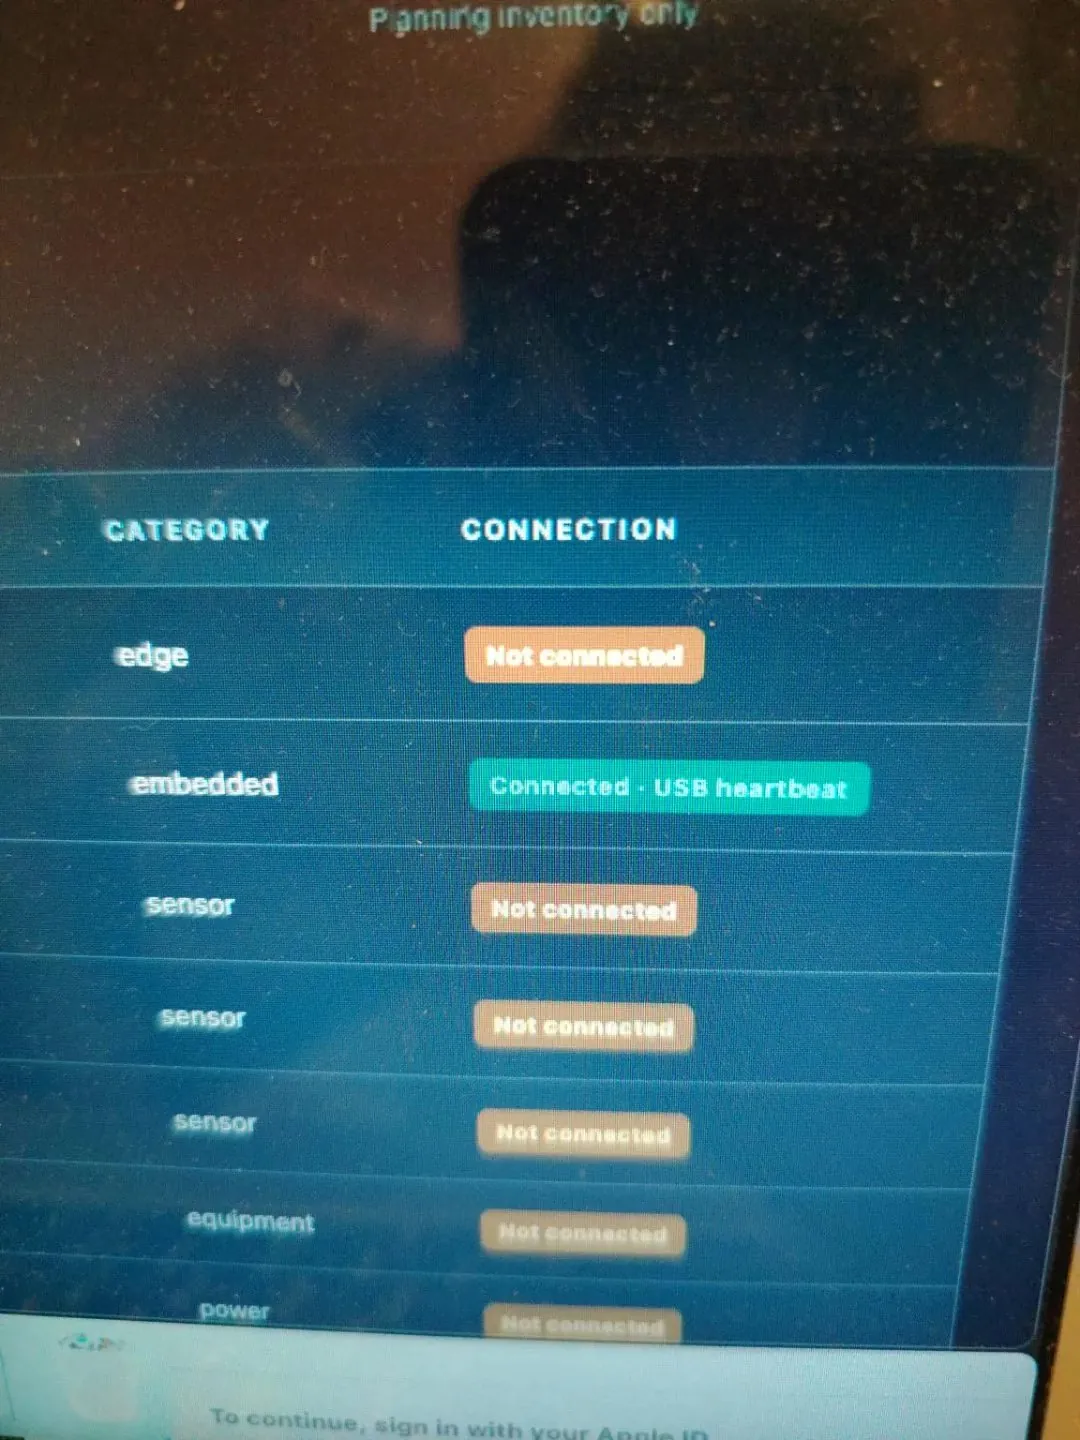 Planning inventory only
CATEGORY CONNECTION
edge Not connected
embedded Connected · USB heartbeat
sensor Not connected
sensor Not connected
sensor Not connected
equipment Not connected
power Not connected
To continue, sign in with your Apple ID